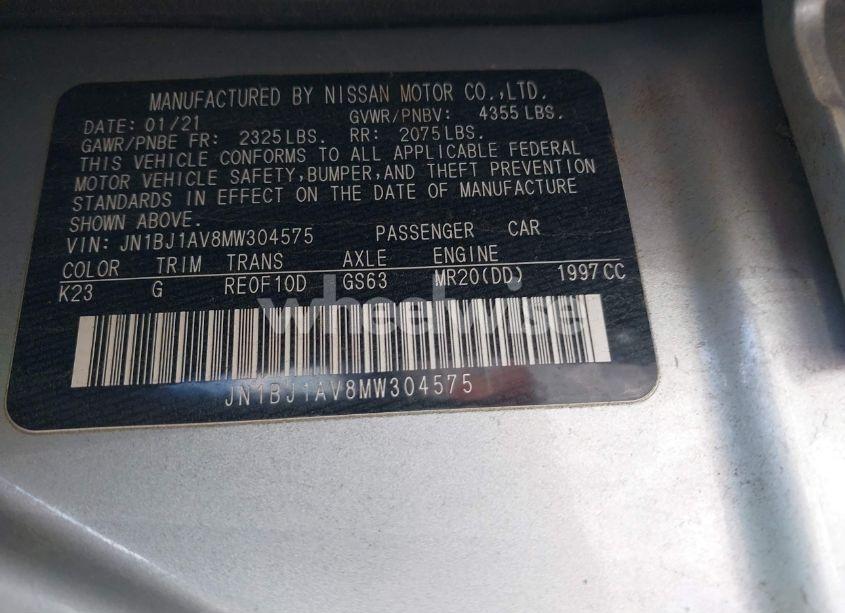 MANUFACTURED BY NISSAN MOTOR CO.,LTD.
DATE: 01/21 GVWR/PNBV: 4355 LBS.
GAWR/PNBE FR: 2325 LBS. RR: 2075 LBS.
THIS VEHICLE CONFORMS TO ALL APPLICABLE FEDERAL
MOTOR VEHICLE SAFETY, BUMPER, AND THEFT PREVENTION
STANDARDS IN EFFECT ON THE DATE OF MANUFACTURE
SHOWN ABOVE.
VIN: JN1BJ1AV8MW304575 PASSENGER CAR
COLOR TRIM TRANS AXLE ENGINE
K23 G RE0F10D GS63 MR20(DD) 1997 CC
wheelwise
JN1BJ1AV8MW304575